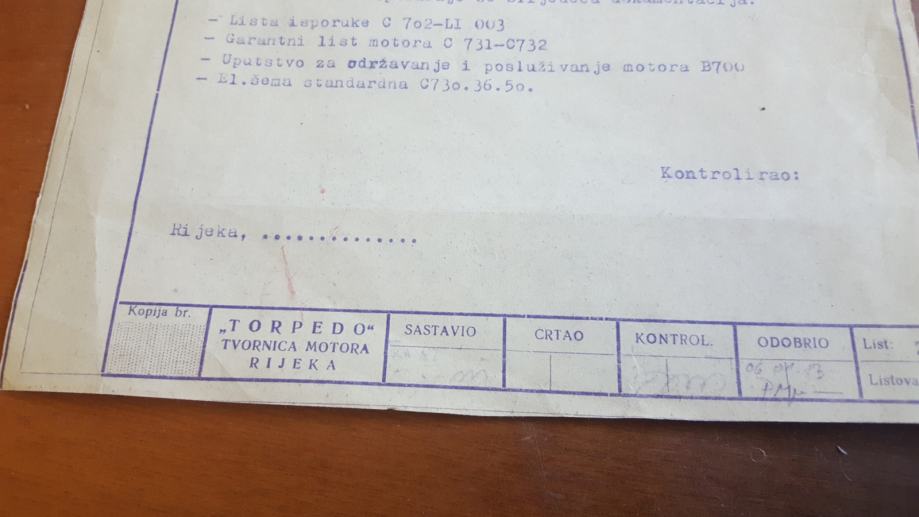 dokumentacija:
- Lista isporuke C 7o2-LI 003
- Garantni list motora C 731-C732
- Uputstvo za održavanje i posluživanje motora B700
- El.šema standardna C73o.36.5o.
Kontrolirao:
Rijeka, ..............
Kopija br.
„TORPEDO“
TVORNICA MOTORA
RIJEKA
SASTAVIO
CRTAO
KONTROL.
ODOBRIO
List:
Listova